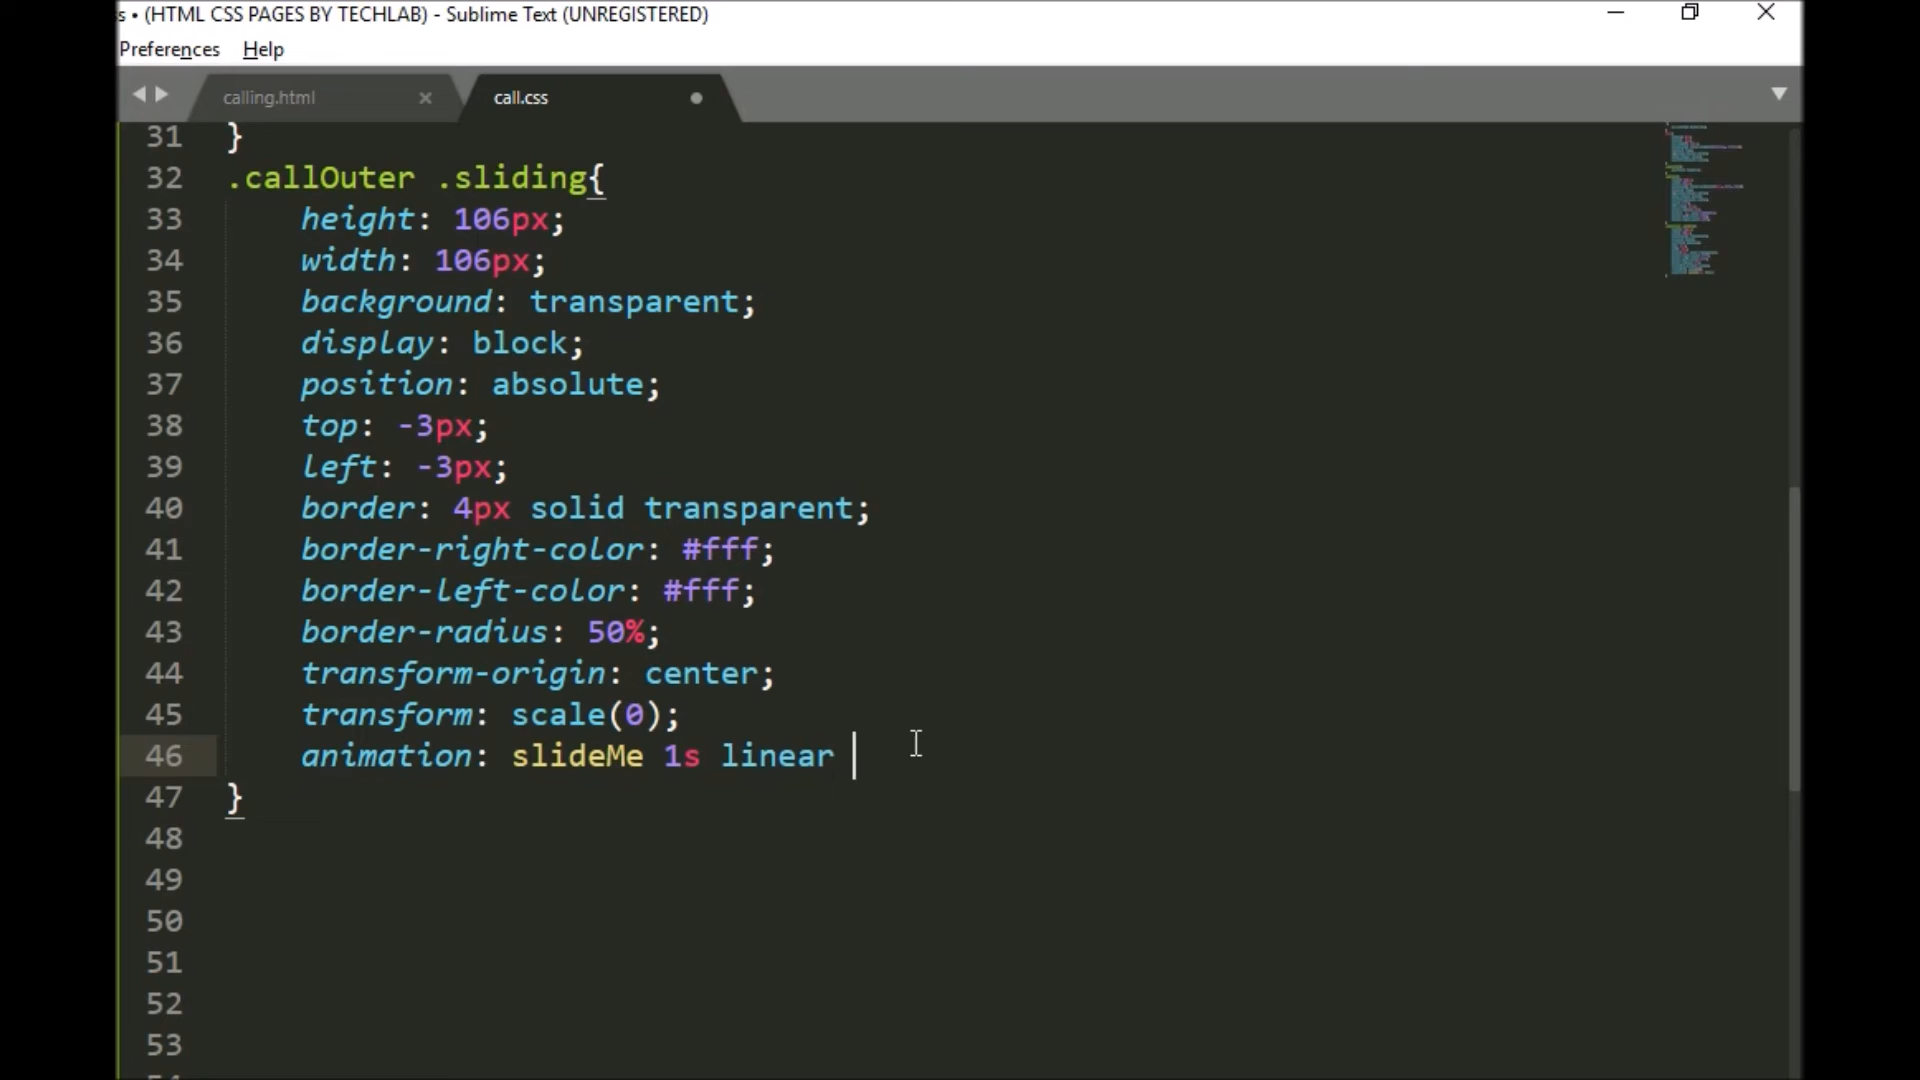 s • (HTML CSS PAGES BY TECHLAB) - Sublime Text (UNREGISTERED)
Preferences Help
calling.html call.css
31 }
32 .callOuter .sliding{
33 height: 106px;
34 width: 106px;
35 background: transparent;
36 display: block;
37 position: absolute;
38 top: -3px;
39 left: -3px;
40 border: 4px solid transparent;
41 border-right-color: #fff;
42 border-left-color: #fff;
43 border-radius: 50%;
44 transform-origin: center;
45 transform: scale(0);
46 animation: slideMe 1s linear
47 }
48
49
50
51
52
53